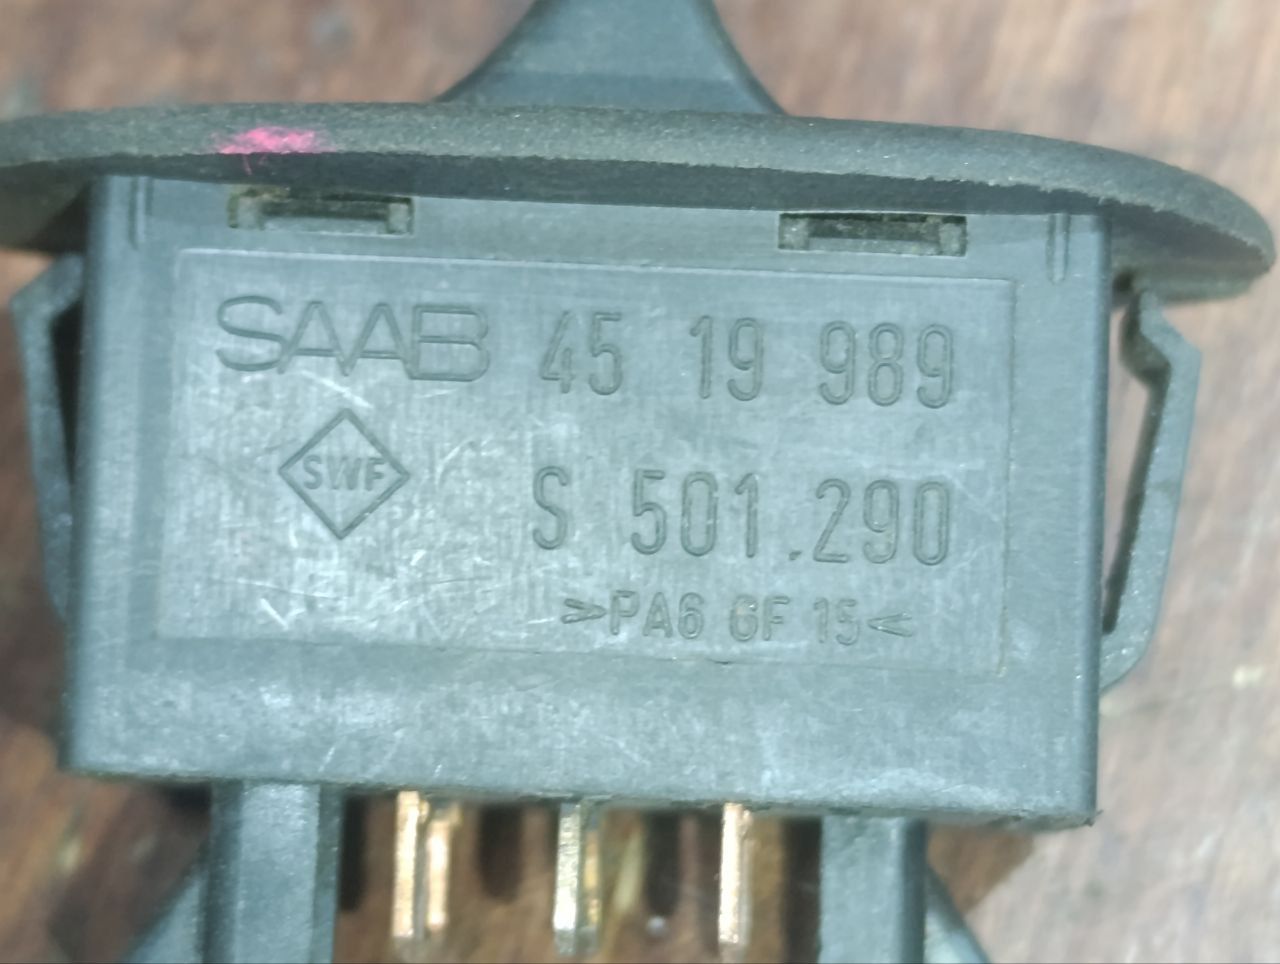 SAAB 45 19 989
SWF S 501.290
>PA6 GF 15<